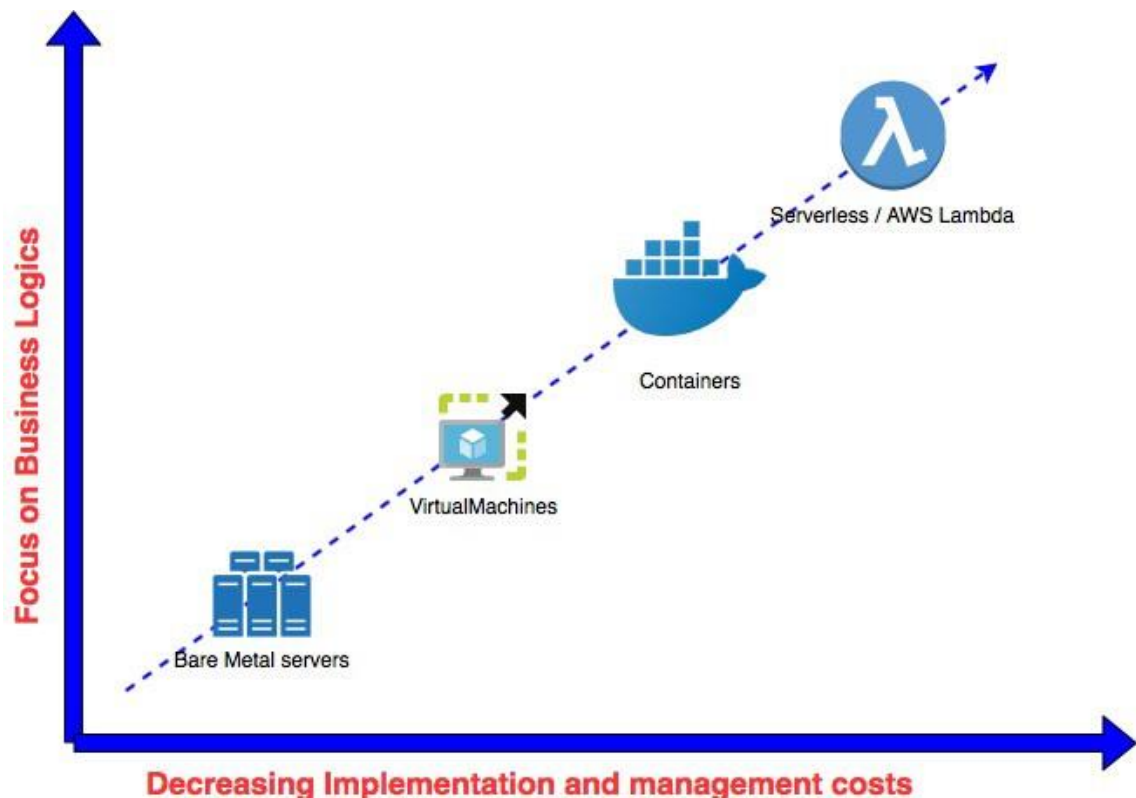 Focus on Business Logics
Serverless / AWS Lambda
Containers
VirtualMachines
Bare Metal servers
Decreasing Implementation and management costs